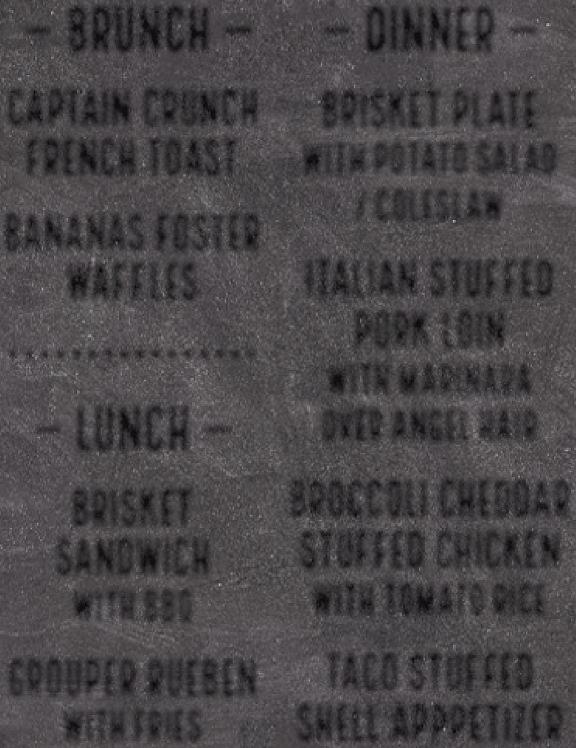 – BRUNCH –
CAPTAIN CRUNCH
FRENCH TOAST
BANANAS FOSTER
WAFFLES
– LUNCH –
BRISKET
SANDWICH
WITH BBQ
GROUPER RUEBEN
WITH FRIES
– DINNER –
BRISKET PLATE
WITH POTATO SALAD
/ COLESLAW
ITALIAN STUFFED
PORK LOIN
WITH MARINARA
OVER ANGEL HAIR
BROCCOLI CHEDDAR
STUFFED CHICKEN
WITH TOMATO RICE
TACO STUFFED
SHELL APPPETIZER